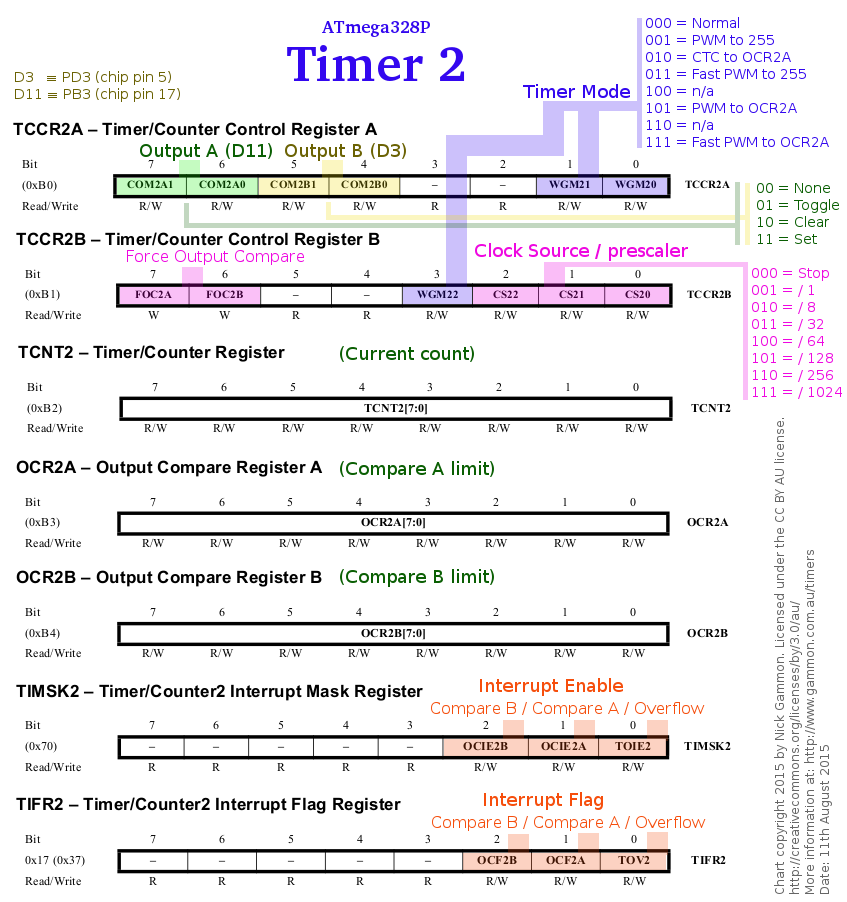 ATmega328P
Timer 2
D3 ≡ PD3 (chip pin 5)
D11 ≡ PB3 (chip pin 17)
Timer Mode
000 = Normal
001 = PWM to 255
010 = CTC to OCR2A
011 = Fast PWM to 255
100 = n/a
101 = PWM to OCR2A
110 = n/a
111 = Fast PWM to OCR2A
TCCR2A – Timer/Counter Control Register A
Output A (D11) Output B (D3)
Bit 7 6 5 4 3 2 1 0
(0xB0) COM2A1 COM2A0 COM2B1 COM2B0 – – WGM21 WGM20 TCCR2A
Read/Write R/W R/W R/W R/W R R R/W R/W
00 = None
01 = Toggle
10 = Clear
11 = Set
TCCR2B – Timer/Counter Control Register B
Force Output Compare
Clock Source / prescaler
Bit 7 6 5 4 3 2 1 0
(0xB1) FOC2A FOC2B – – WGM22 CS22 CS21 CS20 TCCR2B
Read/Write W W R R R/W R/W R/W R/W
000 = Stop
001 = / 1
010 = / 8
011 = / 32
100 = / 64
101 = / 128
110 = / 256
111 = / 1024
TCNT2 – Timer/Counter Register (Current count)
Bit 7 6 5 4 3 2 1 0
(0xB2) TCNT2[7:0] TCNT2
Read/Write R/W R/W R/W R/W R/W R/W R/W R/W
OCR2A – Output Compare Register A (Compare A limit)
Bit 7 6 5 4 3 2 1 0
(0xB3) OCR2A[7:0] OCR2A
Read/Write R/W R/W R/W R/W R/W R/W R/W R/W
OCR2B – Output Compare Register B (Compare B limit)
Bit 7 6 5 4 3 2 1 0
(0xB4) OCR2B[7:0] OCR2B
Read/Write R/W R/W R/W R/W R/W R/W R/W R/W
TIMSK2 – Timer/Counter2 Interrupt Mask Register
Interrupt Enable
Compare B / Compare A / Overflow
Bit 7 6 5 4 3 2 1 0
(0x70) – – – – – OCIE2B OCIE2A TOIE2 TIMSK2
Read/Write R R R R R R/W R/W R/W
TIFR2 – Timer/Counter2 Interrupt Flag Register
Interrupt Flag
Compare B / Compare A / Overflow
Bit 7 6 5 4 3 2 1 0
0x17 (0x37) – – – – – OCF2B OCF2A TOV2 TIFR2
Read/Write R R R R R R/W R/W R/W
Chart copyright 2015 by Nick Gammon. Licensed under the CC BY AU license.
http://creativecommons.org/licenses/by/3.0/au/
More information at: http://www.gammon.com.au/timers
Date: 11th August 2015